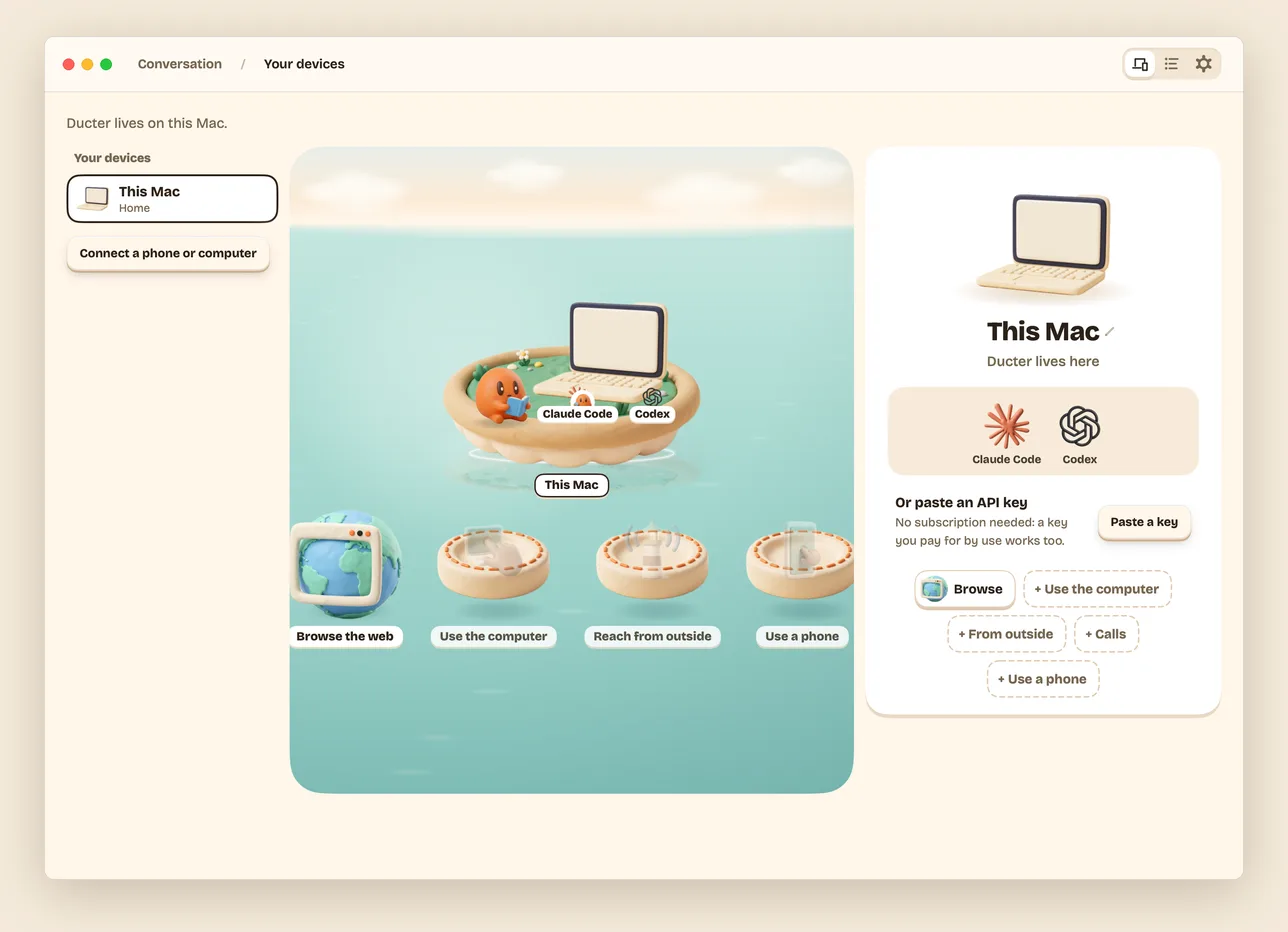 Conversation / Your devices
Ducter lives on this Mac.
Your devices
This Mac
Home
Connect a phone or computer
Claude Code
Codex
This Mac
Browse the web
Use the computer
Reach from outside
Use a phone
This Mac
Ducter lives here
Claude Code
Codex
Or paste an API key
No subscription needed: a key
you pay for by use works too.
Paste a key
Browse
+ Use the computer
+ From outside
+ Calls
+ Use a phone